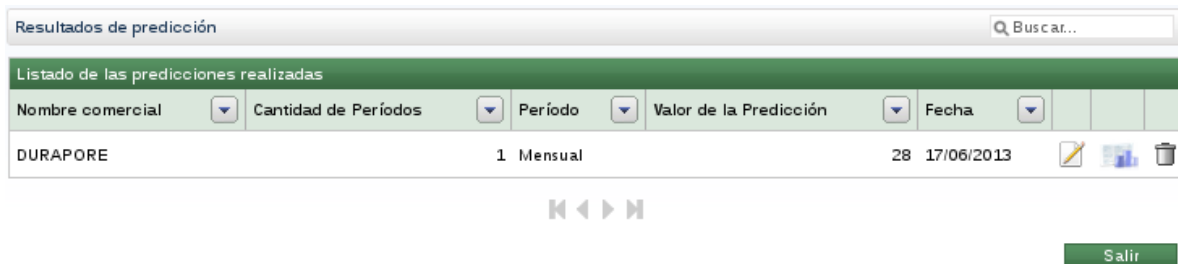 Resultados de predicción Buscar...
Listado de las predicciones realizadas
Nombre comercial Cantidad de Períodos Período Valor de la Predicción Fecha
DURAPORE 1 Mensual 28 17/06/2013
Salir